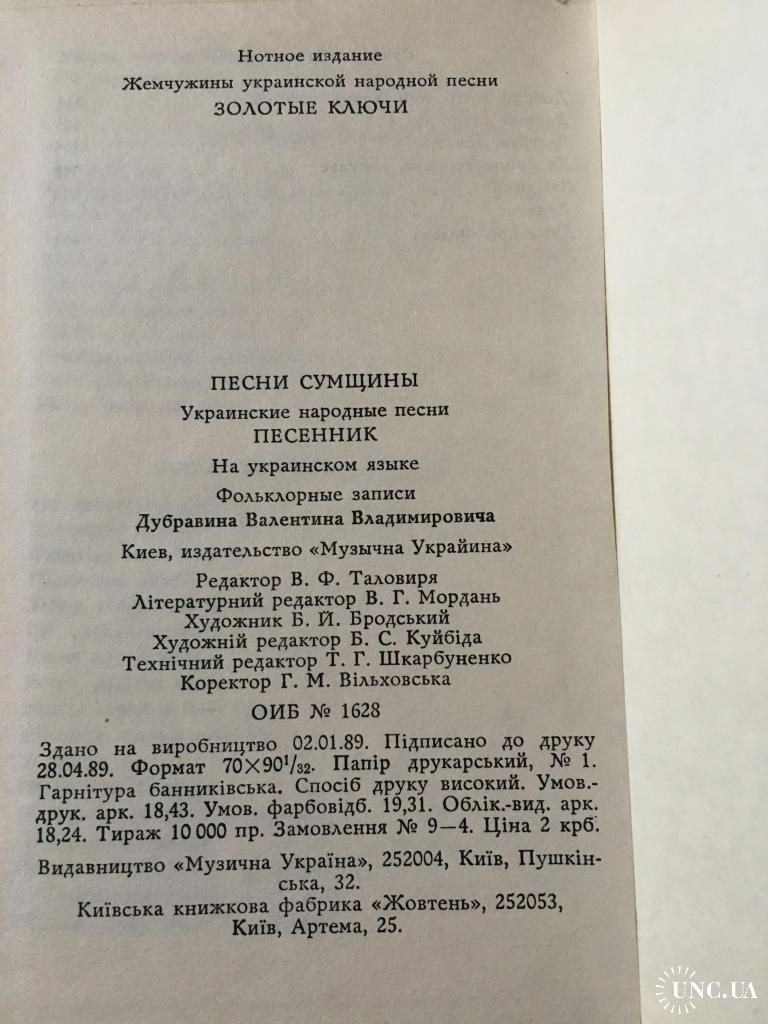 Нотное издание
Жемчужины украинской народной песни
ЗОЛОТЫЕ КЛЮЧИ
ПЕСНИ СУМЩИНЫ
Украинские народные песни
ПЕСЕННИК
На украинском языке
Фольклорные записи
Дубравина Валентина Владимировича
Киев, издательство «Музычна Украйина»
Редактор В. Ф. Таловиря
Літературний редактор В. Г. Мордань
Художник Б. Й. Бродський
Художній редактор Б. С. Куйбіда
Технічний редактор Т. Г. Шкарбуненко
Коректор Г. М. Вільховська
ОИБ № 1628
Здано на виробництво 02.01.89. Підписано до друку
28.04.89. Формат 70×90¹/₃₂. Папір друкарський, № 1.
Гарнітура банниківська. Спосіб друку високий. Умов.-
друк. арк. 18,43. Умов. фарбовідб. 19,31. Облік.-вид. арк.
18,24. Тираж 10 000 пр. Замовлення № 9—4. Ціна 2 крб.
Видавництво «Музична Україна», 252004, Київ, Пушкін-
ська, 32.
Київська книжкова фабрика «Жовтень», 252053,
Київ, Артема, 25.
UNC.UA